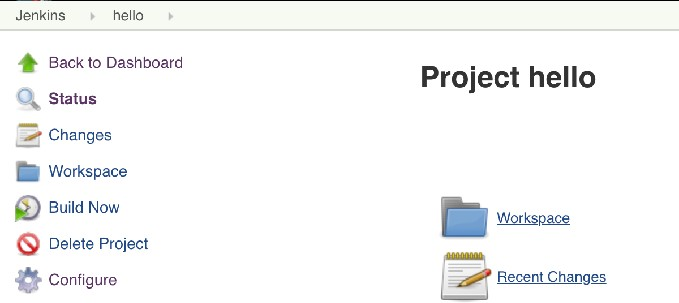 Jenkins hello
Back to Dashboard
Status
Changes
Workspace
Build Now
Delete Project
Configure
Project hello
Workspace
Recent Changes